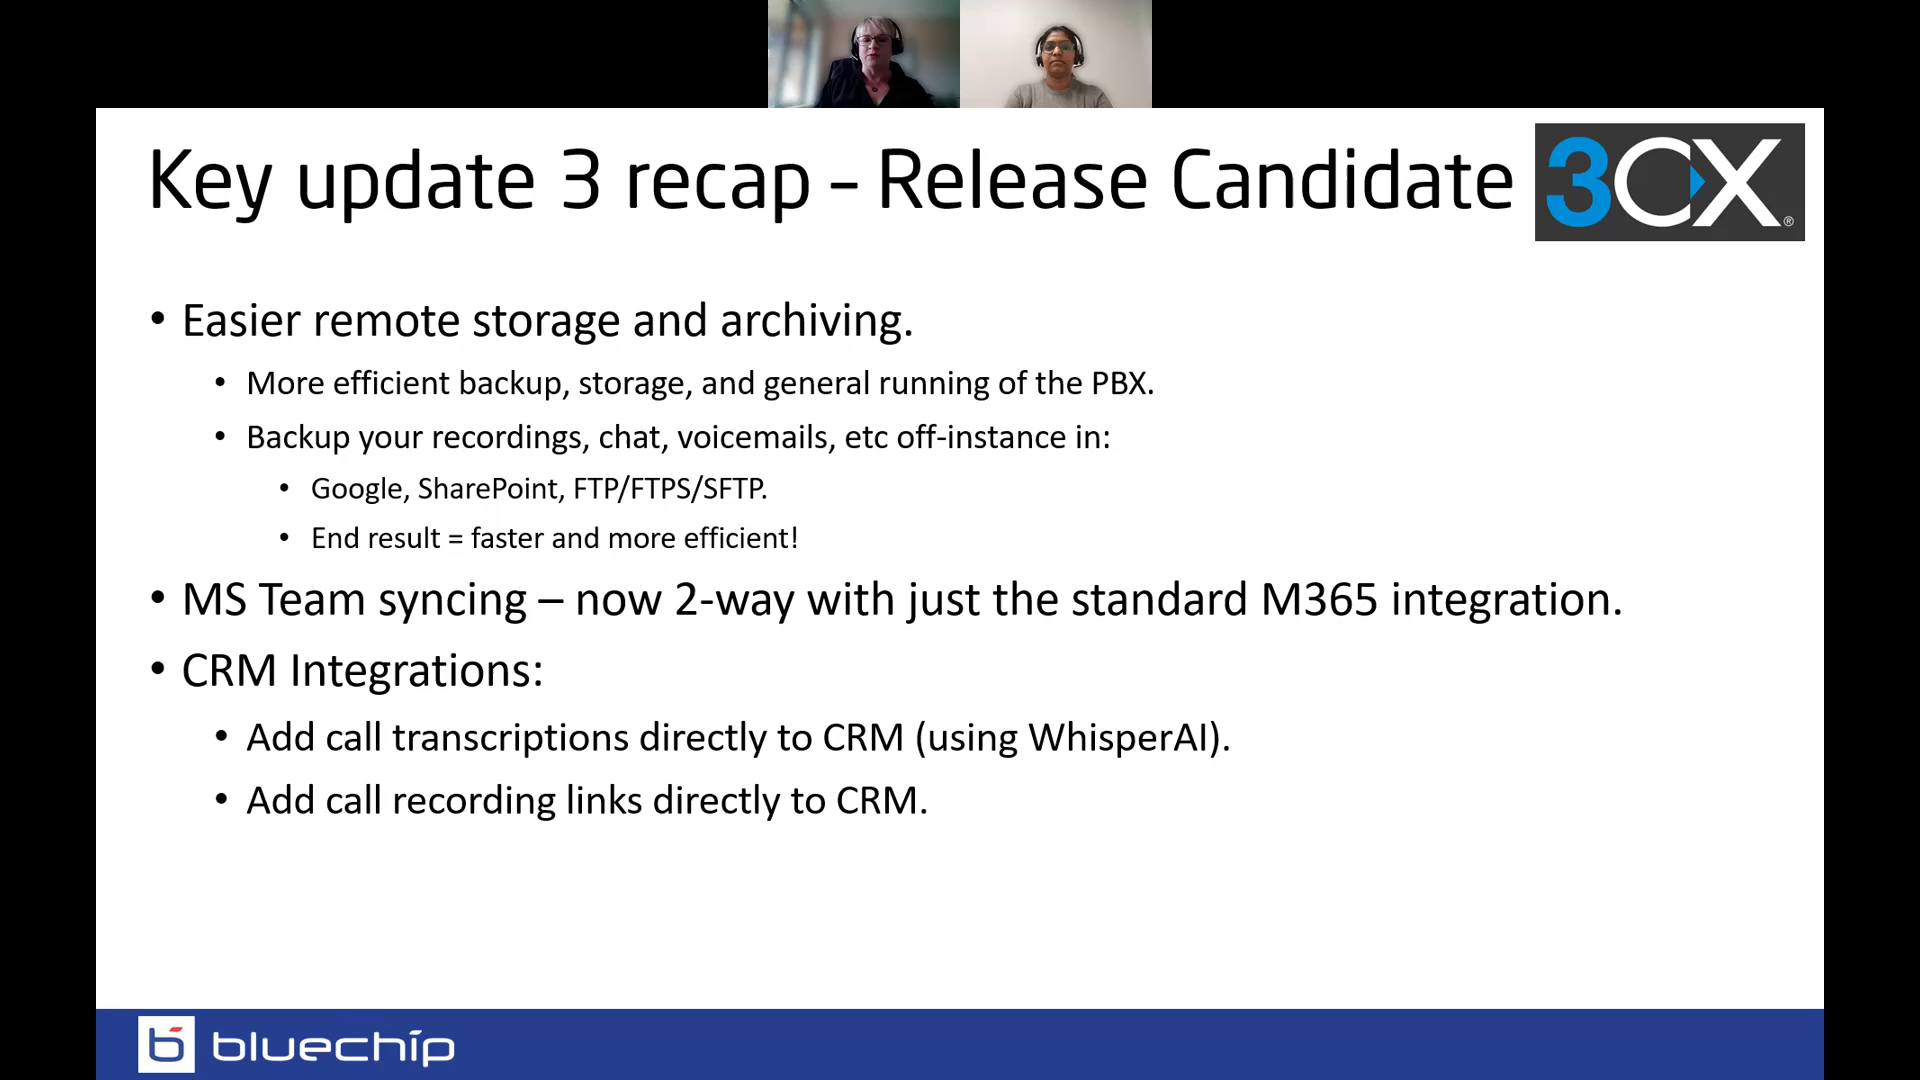 Key update 3 recap – Release Candidate
3CX®
• Easier remote storage and archiving.
• More efficient backup, storage, and general running of the PBX.
• Backup your recordings, chat, voicemails, etc off-instance in:
• Google, SharePoint, FTP/FTPS/SFTP.
• End result = faster and more efficient!
• MS Team syncing – now 2-way with just the standard M365 integration.
• CRM Integrations:
• Add call transcriptions directly to CRM (using WhisperAI).
• Add call recording links directly to CRM.
b bluechip